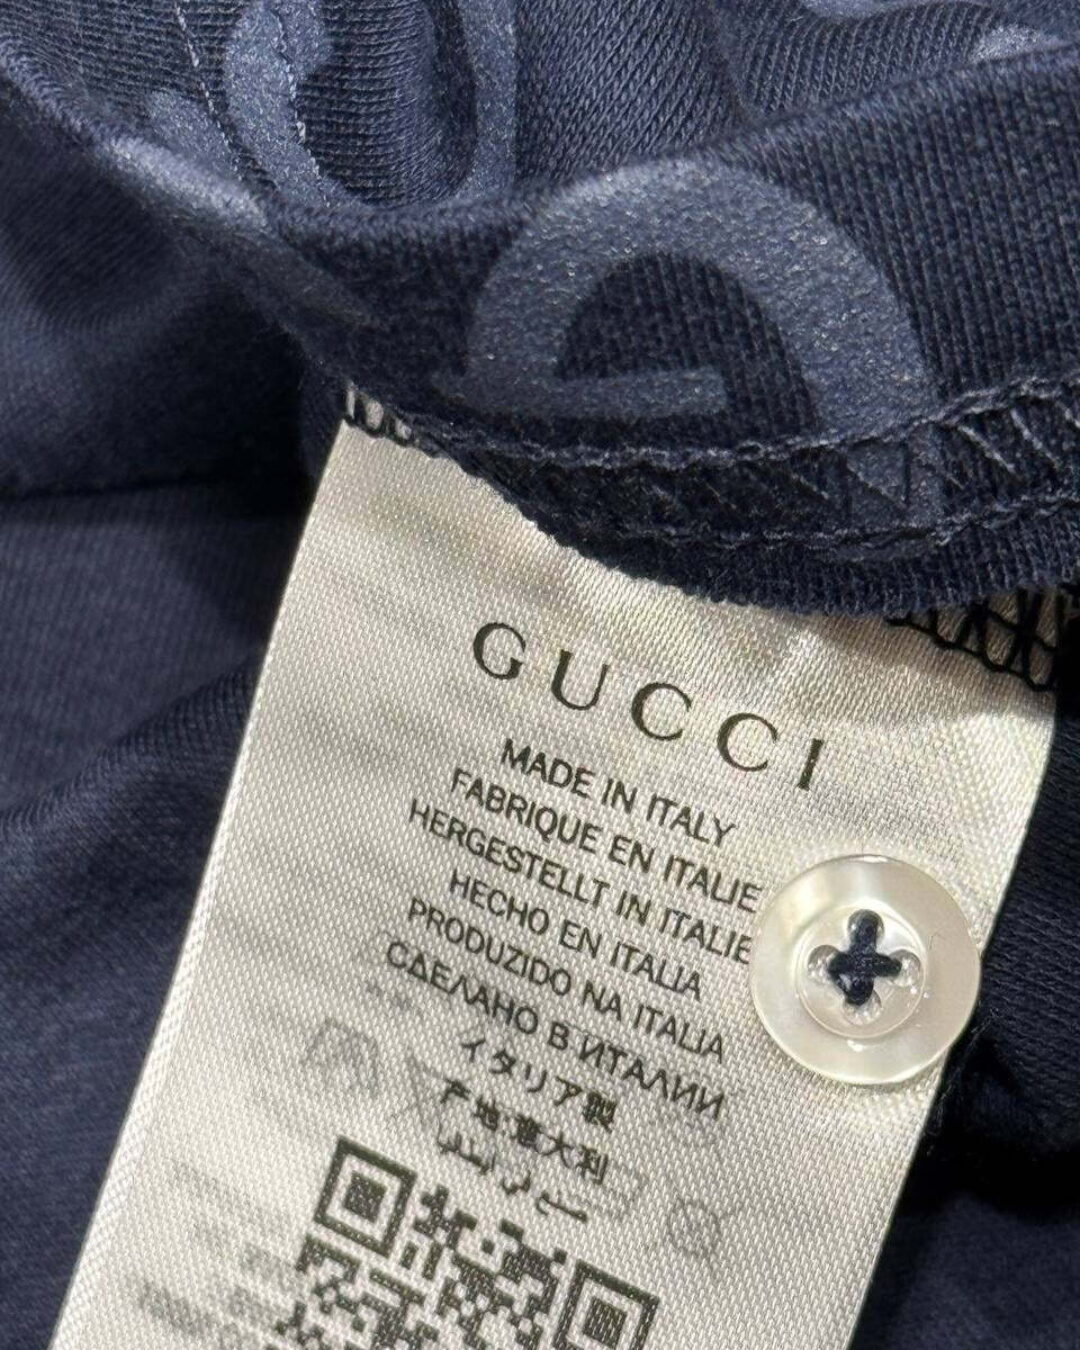 GUCCI
MADE IN ITALY
FABRIQUE EN ITALIE
HERGESTELLT IN ITALIE
HECHO EN ITALIA
PRODUZIDO NA ITALIA
СДЕЛАНО В ИТАЛИИ
イタリア製
产地:意大利